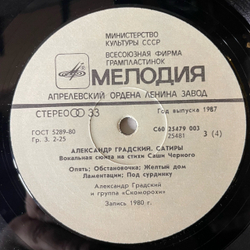 МИНИСТЕРСТВО
КУЛЬТУРЫ СССР
ВСЕСОЮЗНАЯ ФИРМА
ГРАМПЛАСТИНОК
МЕЛОДИЯ
АПРЕЛЕВСКИЙ ОРДЕНА ЛЕНИНА ЗАВОД
СТЕРЕО 33
Год выпуска 1987
ГОСТ 5289-80
Гр. 3. 2-25
С60 25479 003
25481
3 (4)
АЛЕКСАНДР ГРАДСКИЙ. САТИРЫ
Вокальная сюита на стихи Саши Черного
Опять; Обстановочка; Желтый дом
Ламентации; Под сурдинку
Александр Градский
и группа «Скоморохи»
Запись 1980 г.